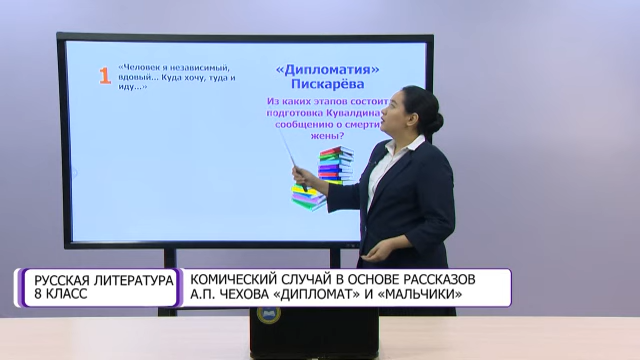 1
«Человек я независимый,
вдовый... Куда хочу, туда и
иду...»
«Дипломатия»
Пискарёва
Из каких этапов состоит
подготовка Кувалдина
сообщению о смерти
жены?
РУССКАЯ ЛИТЕРАТУРА
8 КЛАСС
КОМИЧЕСКИЙ СЛУЧАЙ В ОСНОВЕ РАССКАЗОВ
А.П. ЧЕХОВА «ДИПЛОМАТ» И «МАЛЬЧИКИ»